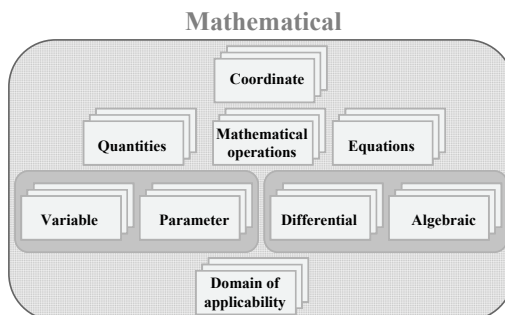 Mathematical
Coordinate
Quantities
Mathematical
operations
Equations
Variable
Parameter
Differential
Algebraic
Domain of
applicability